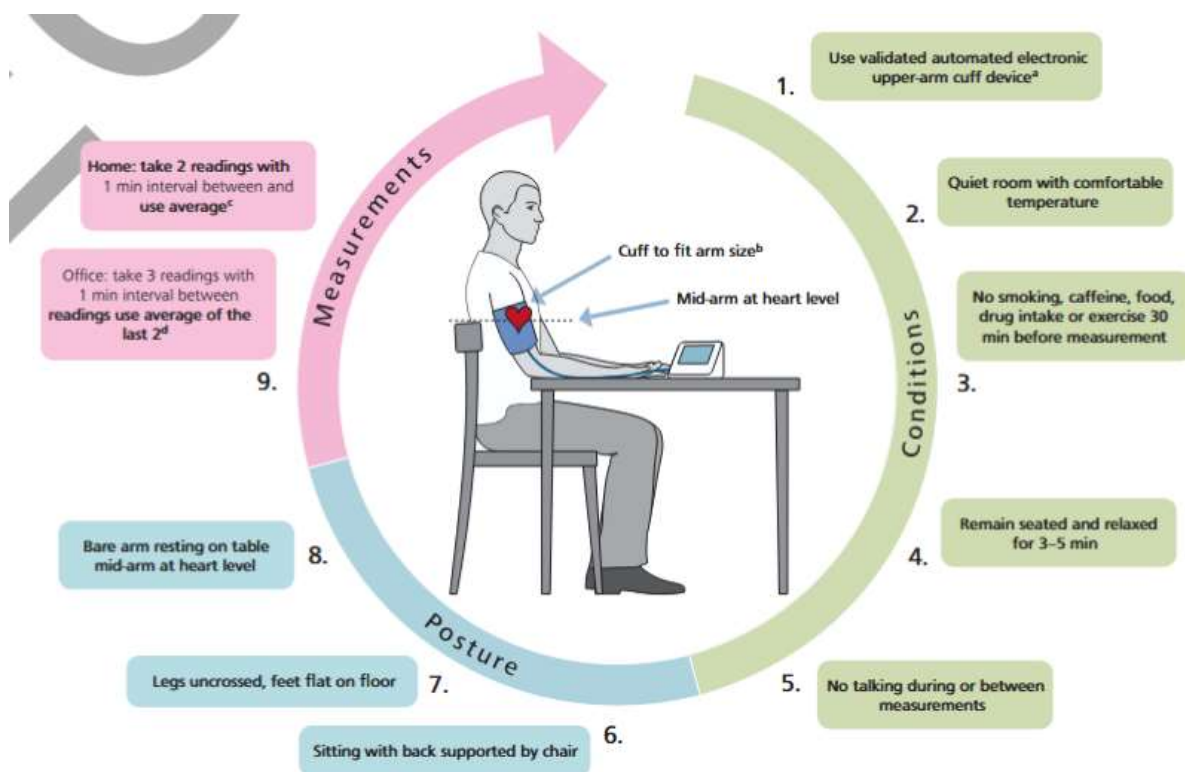 1.
Use validated automated electronic
upper-arm cuff deviceᵃ
2.
Quiet room with comfortable
temperature
3.
No smoking, caffeine, food,
drug intake or exercise 30
min before measurement
4.
Remain seated and relaxed
for 3–5 min
5.
No talking during or between
measurements
Conditions
6.
Sitting with back supported by chair
7.
Legs uncrossed, feet flat on floor
8.
Bare arm resting on table
mid-arm at heart level
Posture
9.
Home: take 2 readings with
1 min interval between and
use averageᶜ
Office: take 3 readings with
1 min interval between
readings use average of the
last 2ᵈ
Measurements
Cuff to fit arm sizeᵇ
Mid-arm at heart level